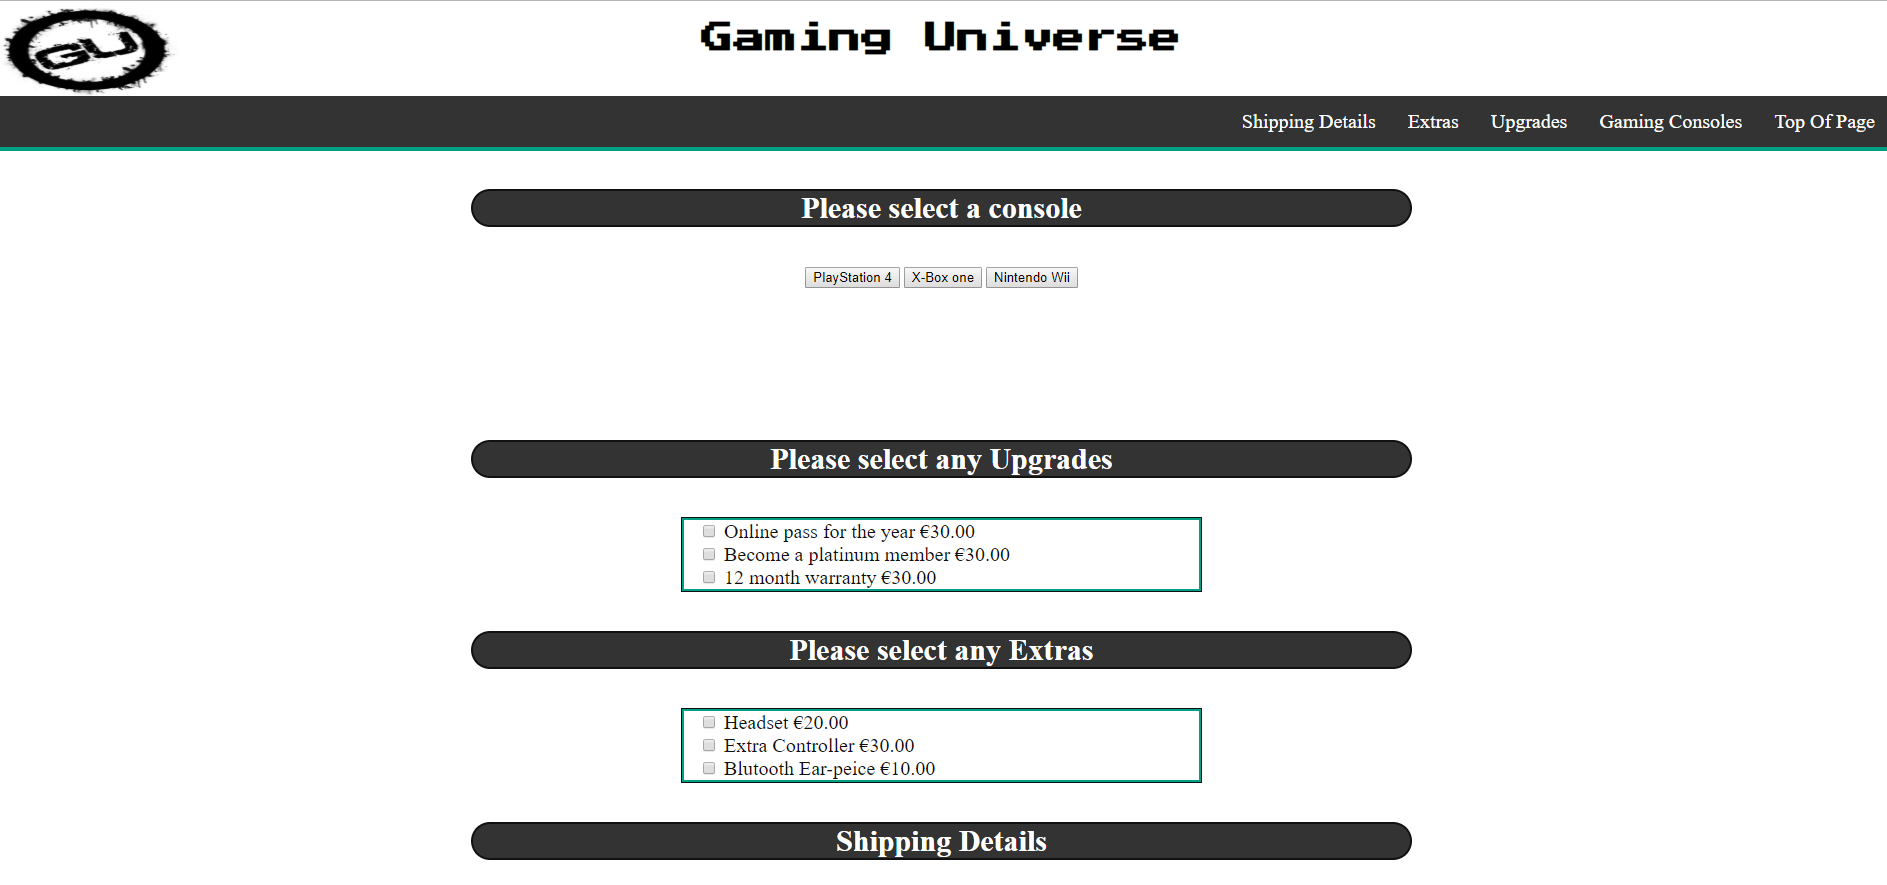 GU
Gaming Universe
Shipping Details Extras Upgrades Gaming Consoles Top Of Page
Please select a console
PlayStation 4 X-Box one Nintendo Wii
Please select any Upgrades
Online pass for the year €30.00
Become a platinum member €30.00
12 month warranty €30.00
Please select any Extras
Headset €20.00
Extra Controller €30.00
Blutooth Ear-peice €10.00
Shipping Details